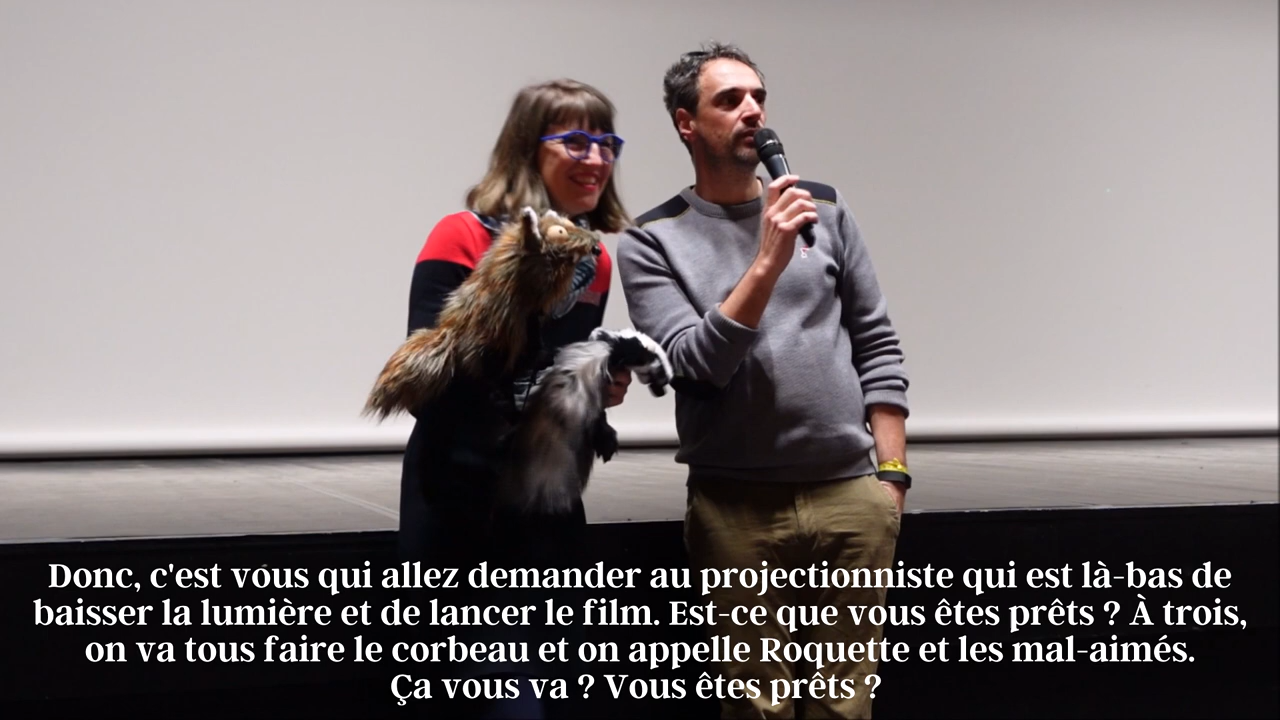 Donc, c'est vous qui allez demander au projectionniste qui est là-bas de
baisser la lumière et de lancer le film. Est-ce que vous êtes prêts ? À trois,
on va tous faire le corbeau et on appelle Roquette et les mal-aimés.
Ça vous va ? Vous êtes prêts ?